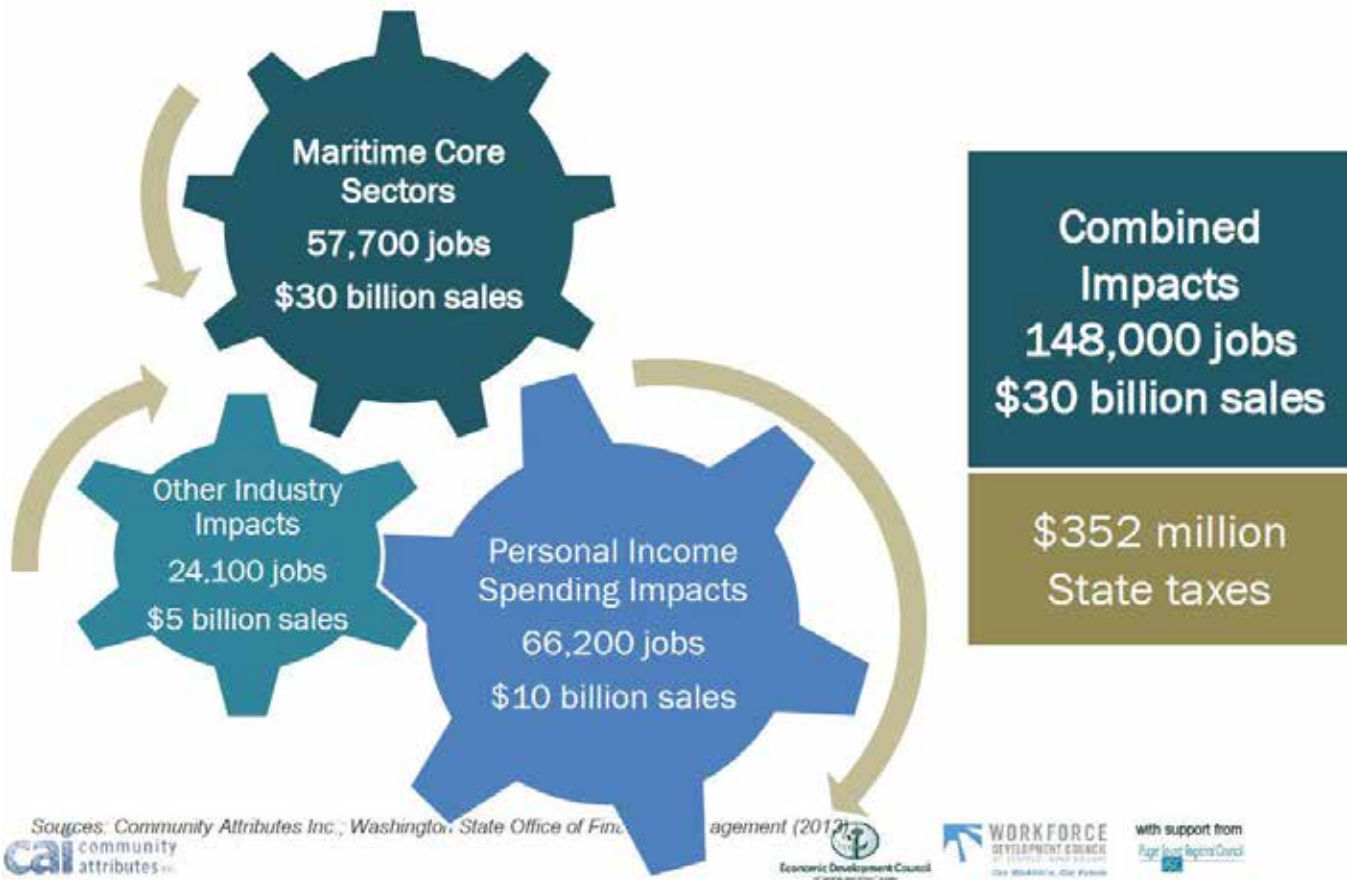 Maritime Core
Sectors
57,700 jobs
$30 billion sales
Other Industry
Impacts
24,100 jobs
$5 billion sales
Personal Income
Spending Impacts
66,200 jobs
$10 billion sales
Combined
Impacts
148,000 jobs
$30 billion sales
$352 million
State taxes
Sources: Community Attributes Inc.; Washington State Office of Fin agement
cai community
attributes
Economic Development Council
WORKFORCE
DEVELOPMENT COUNCIL
with support from
Puget Sound Regional Council